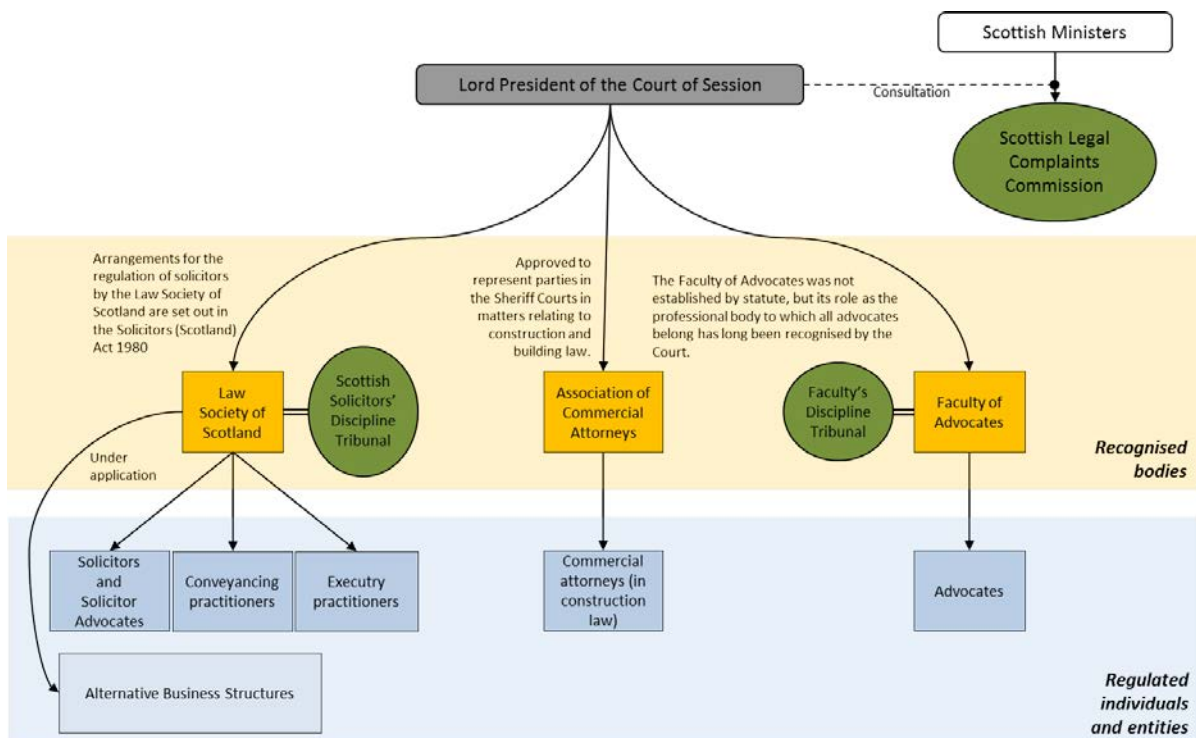 Scottish Ministers
Lord President of the Court of Session
Consultation
Scottish Legal
Complaints
Commission
Arrangements for the
regulation of solicitors
by the Law Society of
Scotland are set out in
the Solicitors (Scotland)
Act 1980
Approved to
represent parties in
the Sheriff Courts in
matters relating to
construction and
building law.
The Faculty of Advocates was not
established by statute, but its role as the
professional body to which all advocates
belong has long been recognised by the
Court.
Law
Society of
Scotland
Scottish
Solicitors'
Discipline
Tribunal
Association of
Commercial
Attorneys
Faculty's
Discipline
Tribunal
Faculty of
Advocates
Under
application
Recognised
bodies
Solicitors
and
Solicitor
Advocates
Conveyancing
practitioners
Executry
practitioners
Commercial
attorneys (in
construction
law)
Advocates
Alternative Business Structures
Regulated
individuals
and entities